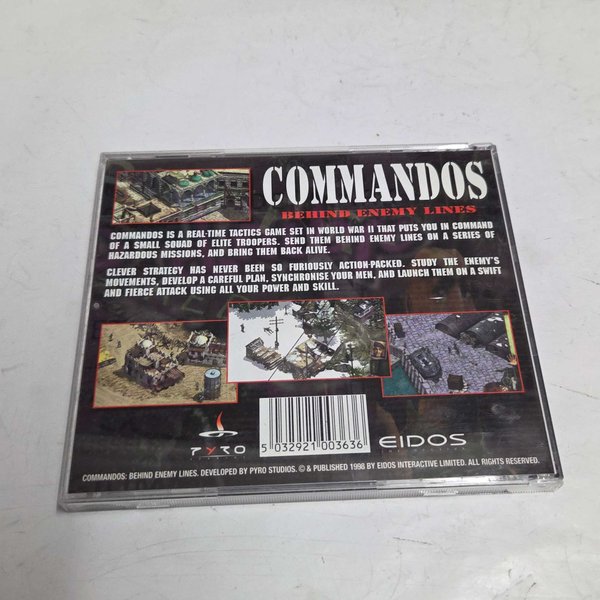 COMMANDOS
BEHIND ENEMY LINES
COMMANDOS IS A REAL-TIME TACTICS GAME SET IN WORLD WAR II THAT PUTS YOU IN COMMAND
OF A SMALL SQUAD OF ELITE TROOPERS. SEND THEM BEHIND ENEMY LINES ON A SERIES OF
HAZARDOUS MISSIONS, AND BRING THEM BACK ALIVE.
CLEVER STRATEGY HAS NEVER BEEN SO FURIOUSLY ACTION-PACKED. STUDY THE ENEMY'S
MOVEMENTS, DEVELOP A CAREFUL PLAN, SYNCHRONISE YOUR MEN, AND LAUNCH THEM ON A SWIFT
AND FIERCE ATTACK USING ALL YOUR POWER AND SKILL.
PYRO
5 032921 003636
EIDOS
COMMANDOS: BEHIND ENEMY LINES. DEVELOPED BY PYRO STUDIOS. © & PUBLISHED 1998 BY EIDOS INTERACTIVE LIMITED. ALL RIGHTS RESERVED.